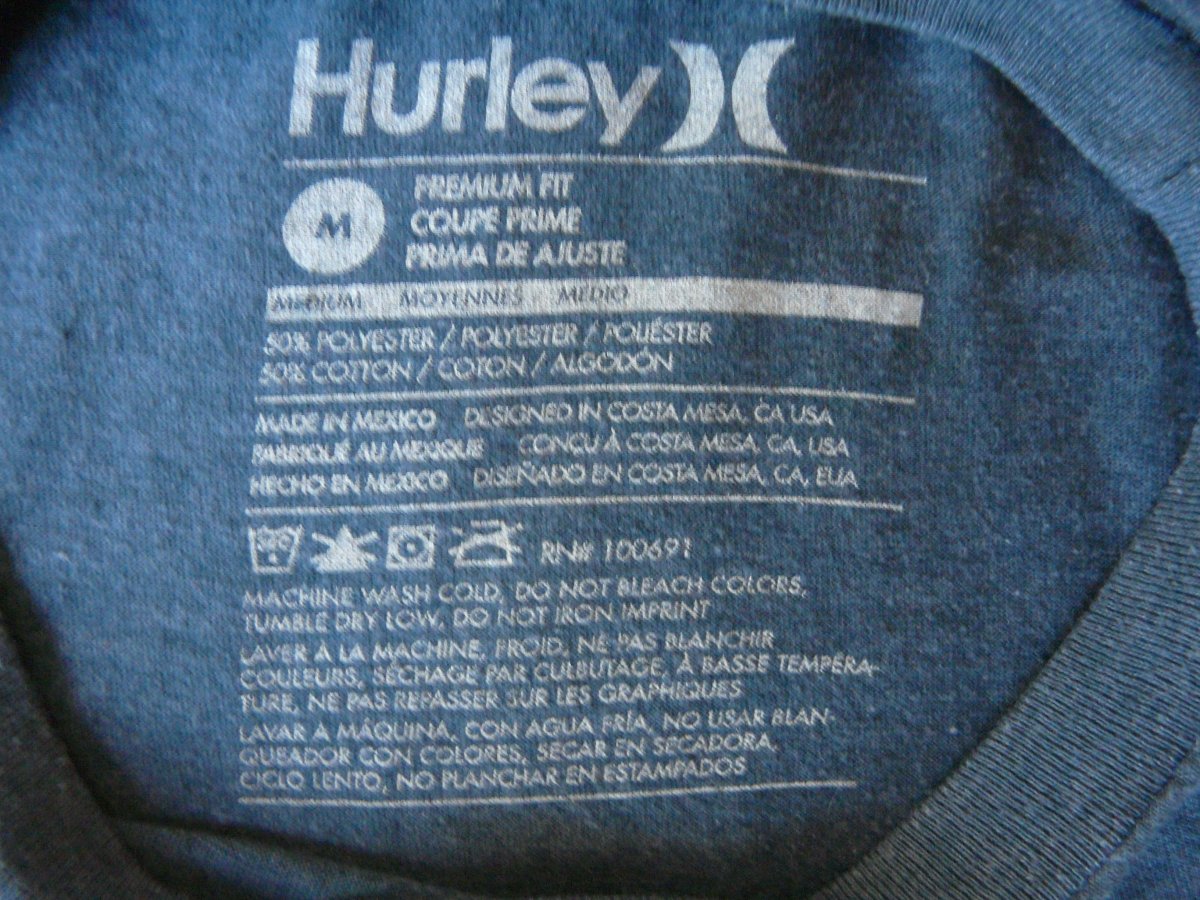 Hurley
M
PREMIUM FIT
COUPE PRIME
PRIMA DE AJUSTE
MEDIUM MOYENNES MEDIO
50% POLYESTER / POLYESTER / POLIÉSTER
50% COTTON / COTON / ALGODÓN
MADE IN MEXICO DESIGNED IN COSTA MESA, CA USA
FABRIQUÉ AU MEXIQUE CONCU À COSTA MESA, CA, USA
HECHO EN MEXICO DISEÑADO EN COSTA MESA, CA, EUA
RN# 100691
MACHINE WASH COLD, DO NOT BLEACH COLORS,
TUMBLE DRY LOW, DO NOT IRON IMPRINT
LAVER À LA MACHINE, FROID, NE PAS BLANCHIR
COULEURS, SÉCHAGE PAR CULBUTAGE, À BASSE TEMPÉRA-
TURE, NE PAS REPASSER SUR LES GRAPHIQUES
LAVAR A MÁQUINA, CON AGUA FRÍA, NO USAR BLAN-
QUEADOR CON COLORES, SECAR EN SECADORA,
CICLO LENTO, NO PLANCHAR EN ESTAMPADOS